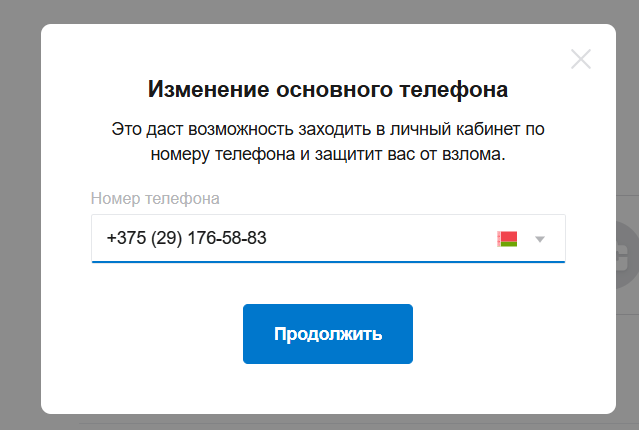 Изменение основного телефона
Это даст возможность заходить в личный кабинет по
номеру телефона и защитит вас от взлома.
Номер телефона
+375 (29) 176-58-83
Продолжить